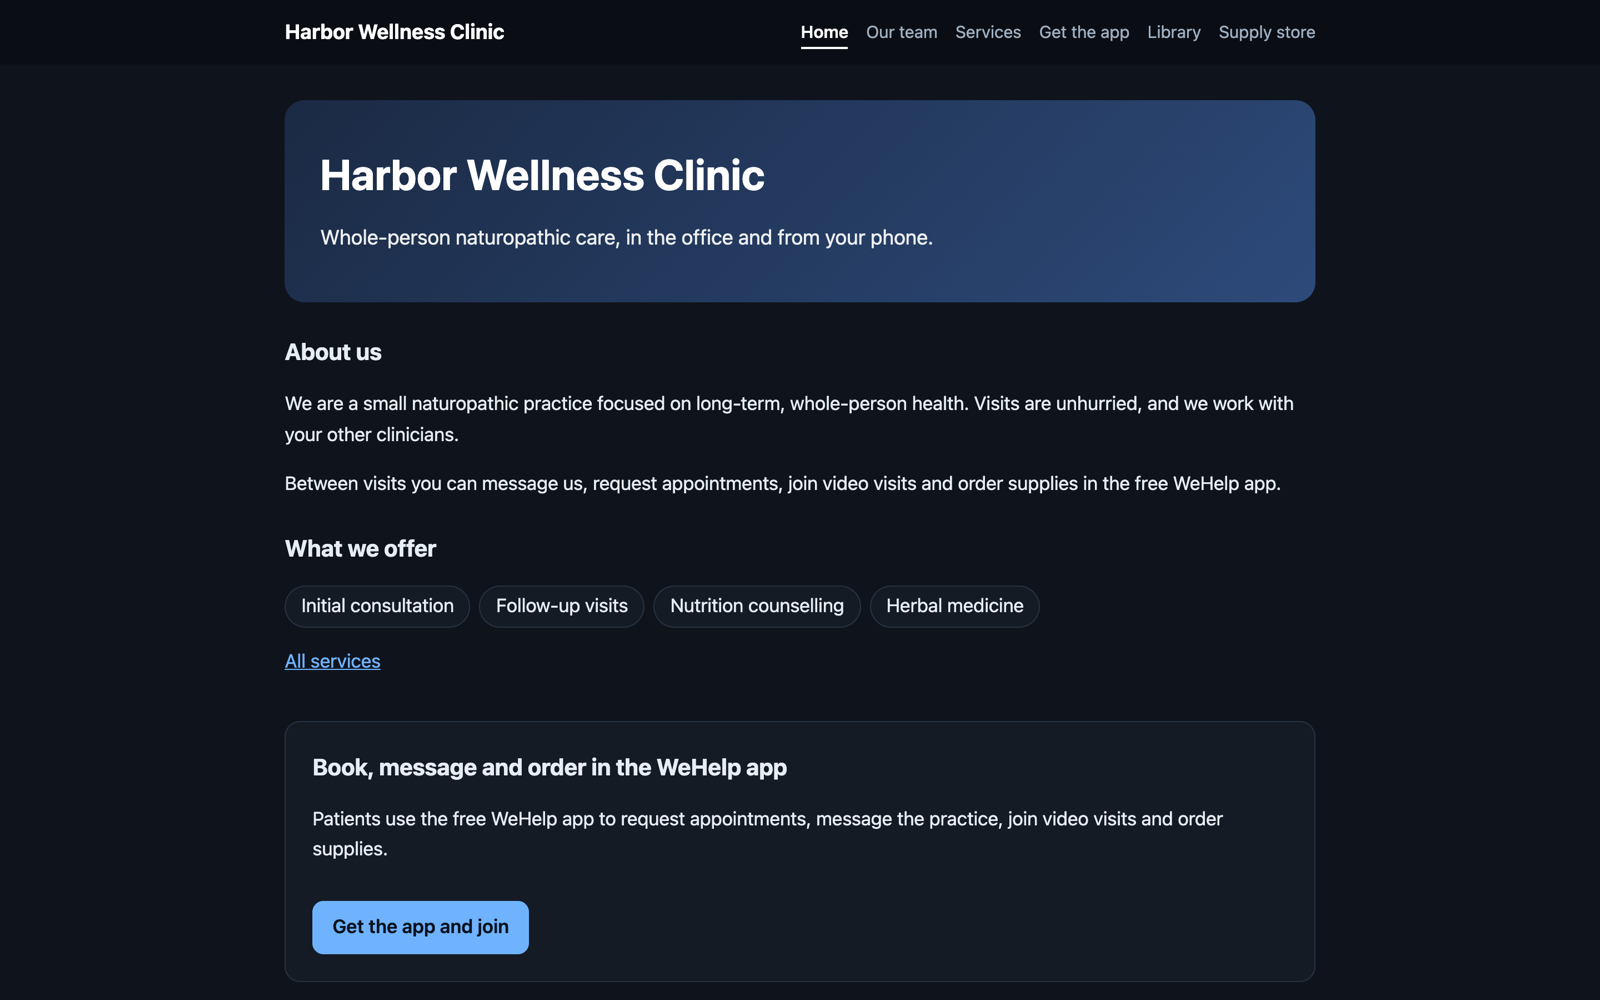 Harbor Wellness Clinic
Home Our team Services Get the app Library Supply store
Harbor Wellness Clinic
Whole-person naturopathic care, in the office and from your phone.
About us
We are a small naturopathic practice focused on long-term, whole-person health. Visits are unhurried, and we work with
your other clinicians.
Between visits you can message us, request appointments, join video visits and order supplies in the free WeHelp app.
What we offer
Initial consultation Follow-up visits Nutrition counselling Herbal medicine
All services
Book, message and order in the WeHelp app
Patients use the free WeHelp app to request appointments, message the practice, join video visits and order
supplies.
Get the app and join